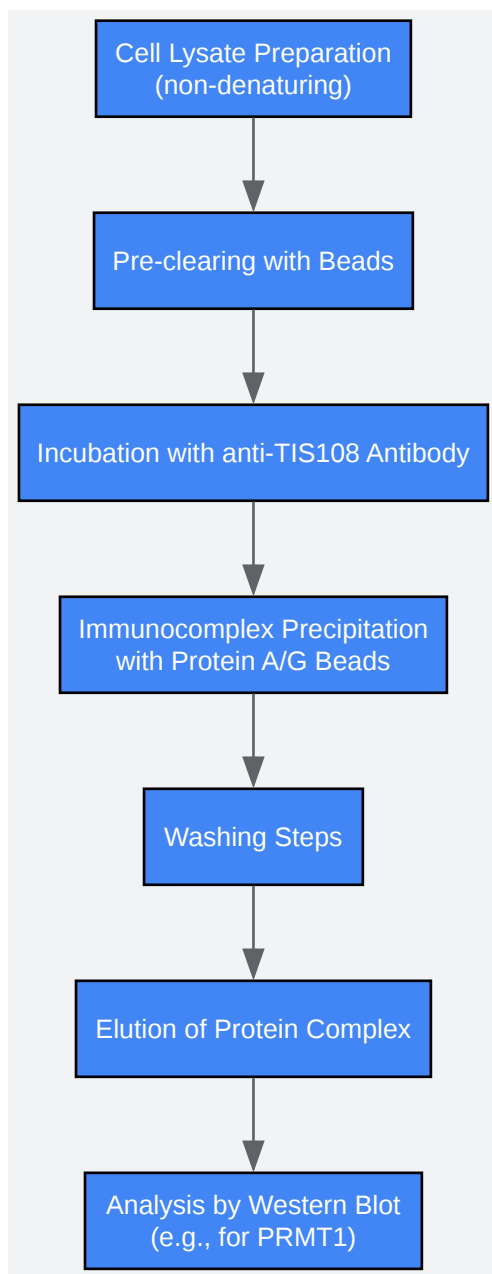 Cell Lysate Preparation
(non-denaturing)
Pre-clearing with Beads
Incubation with anti-TIS108 Antibody
Immunocomplex Precipitation
with Protein A/G Beads
Washing Steps
Elution of Protein Complex
Analysis by Western Blot
(e.g., for PRMT1)